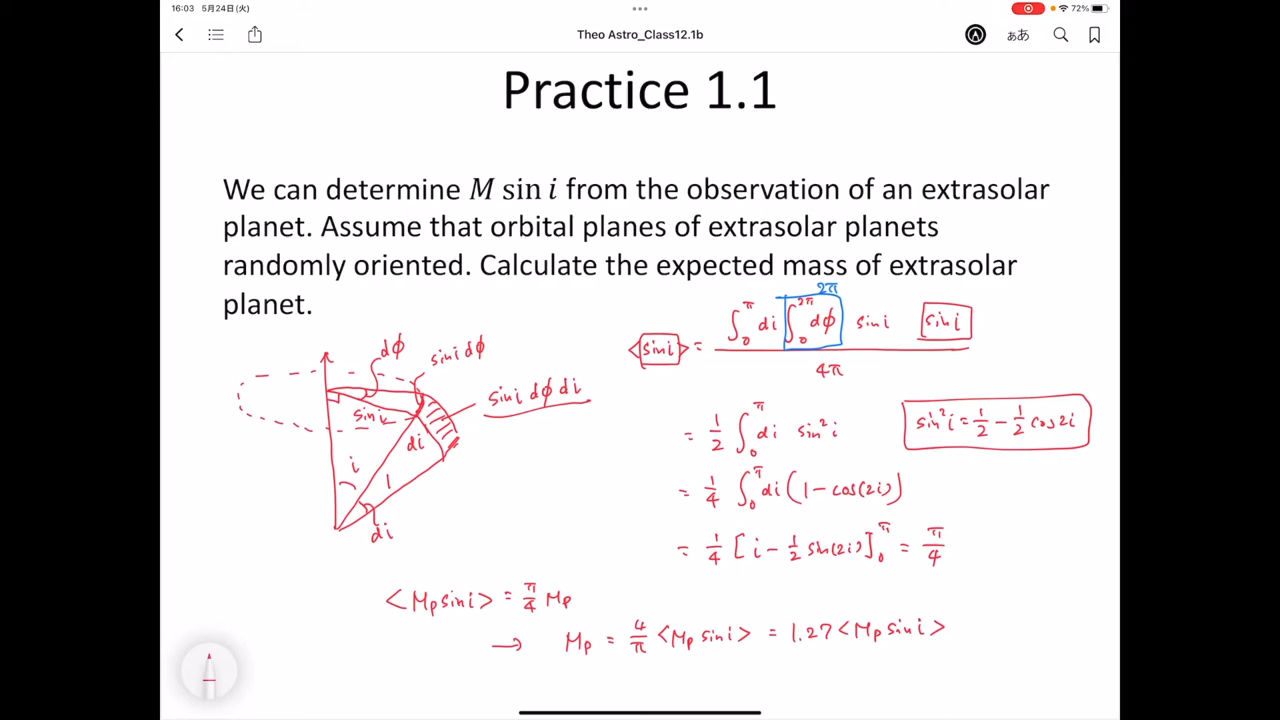 16:03 5月24日(火)
72%
Theo Astro_Class12.1b
ぁあ
Practice 1.1
We can determine M sin i from the observation of an extrasolar
planet. Assume that orbital planes of extrasolar planets
randomly oriented. Calculate the expected mass of extrasolar
planet.
dϕ
sin i dϕ
sin i dϕ di
sin i
di
i
1
di
2π
<sin i> = ∫₀^π di ∫₀^2π dϕ sin i sin i
4π
= 1/2 ∫₀^π di sin² i
sin² i = 1/2 − 1/2 cos 2i
= 1/4 ∫₀^π di (1 − cos(2i))
= 1/4 [i − 1/2 sin(2i)]₀^π = π/4
<Mp sin i> = π/4 Mp
→ Mp = 4/π <Mp sin i> = 1.27 <Mp sin i>